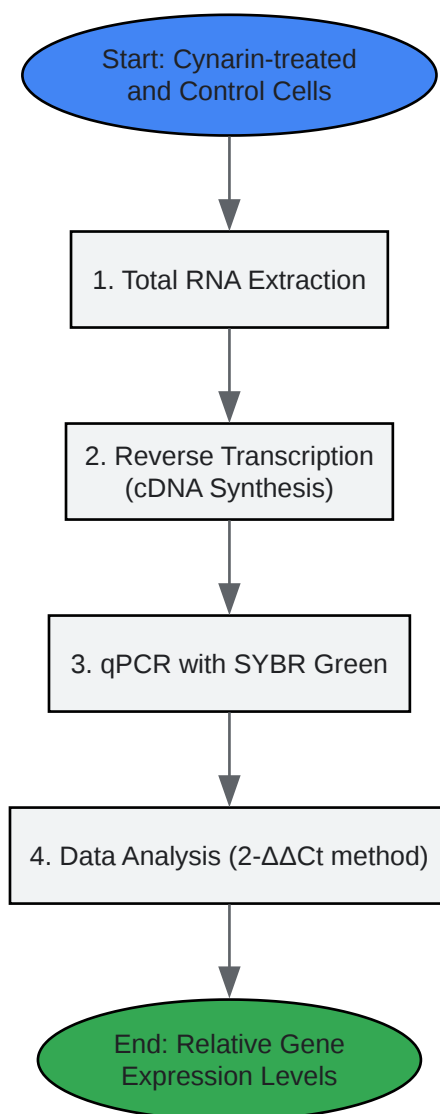 Start: Cynarin-treated
and Control Cells
1. Total RNA Extraction
2. Reverse Transcription
(cDNA Synthesis)
3. qPCR with SYBR Green
4. Data Analysis (2-ΔΔCt method)
End: Relative Gene
Expression Levels